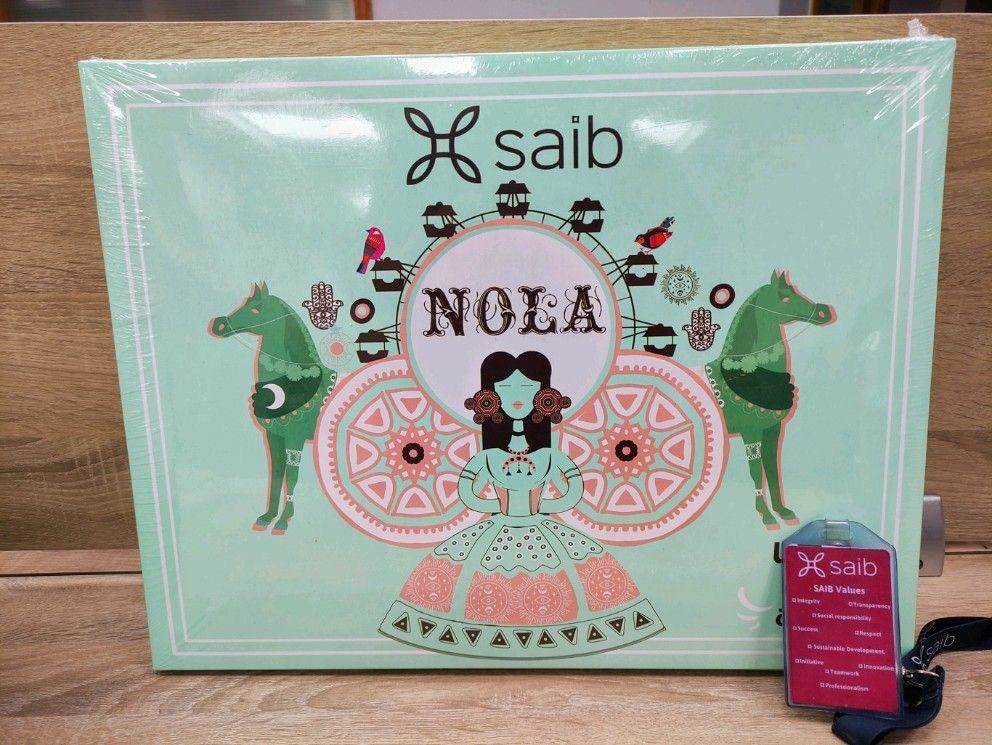 saib
NOLA
saib
SAIB Values
Integrity
Transparency
Social responsibility
Success
Respect
Sustainable Development.
Initiative
Innovation
Teamwork
Professionalism
saib